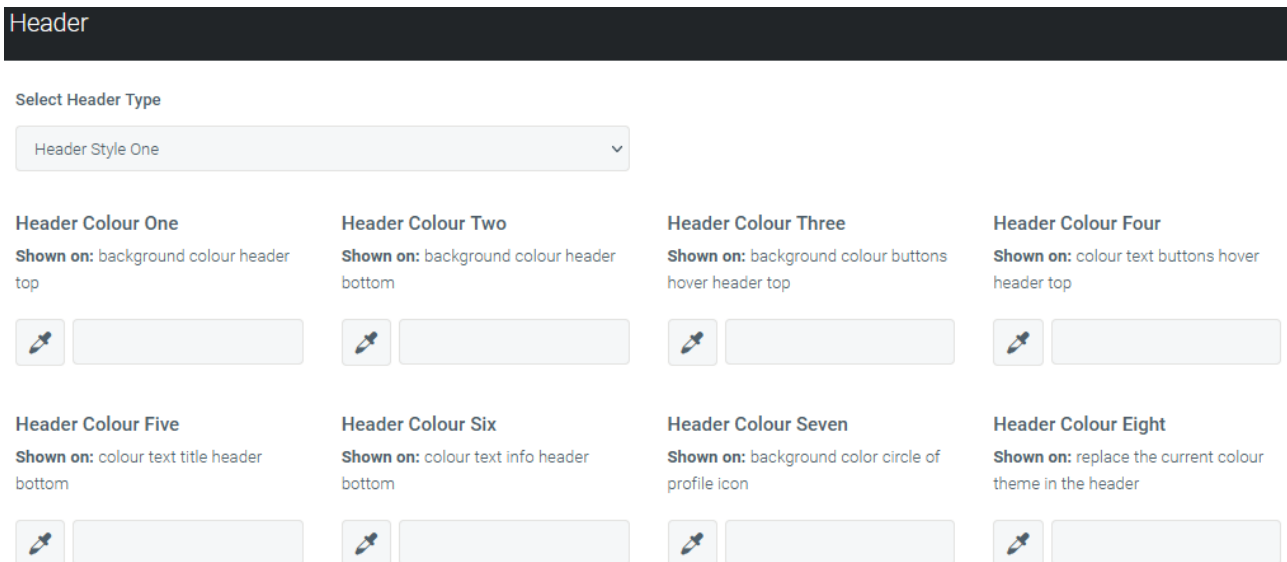 Header
Select Header Type
Header Style One
Header Colour One
Shown on: background colour header
top
Header Colour Two
Shown on: background colour header
bottom
Header Colour Three
Shown on: background colour buttons
hover header top
Header Colour Four
Shown on: colour text buttons hover
header top
Header Colour Five
Shown on: colour text title header
bottom
Header Colour Six
Shown on: colour text info header
bottom
Header Colour Seven
Shown on: background color circle of
profile icon
Header Colour Eight
Shown on: replace the current colour
theme in the header